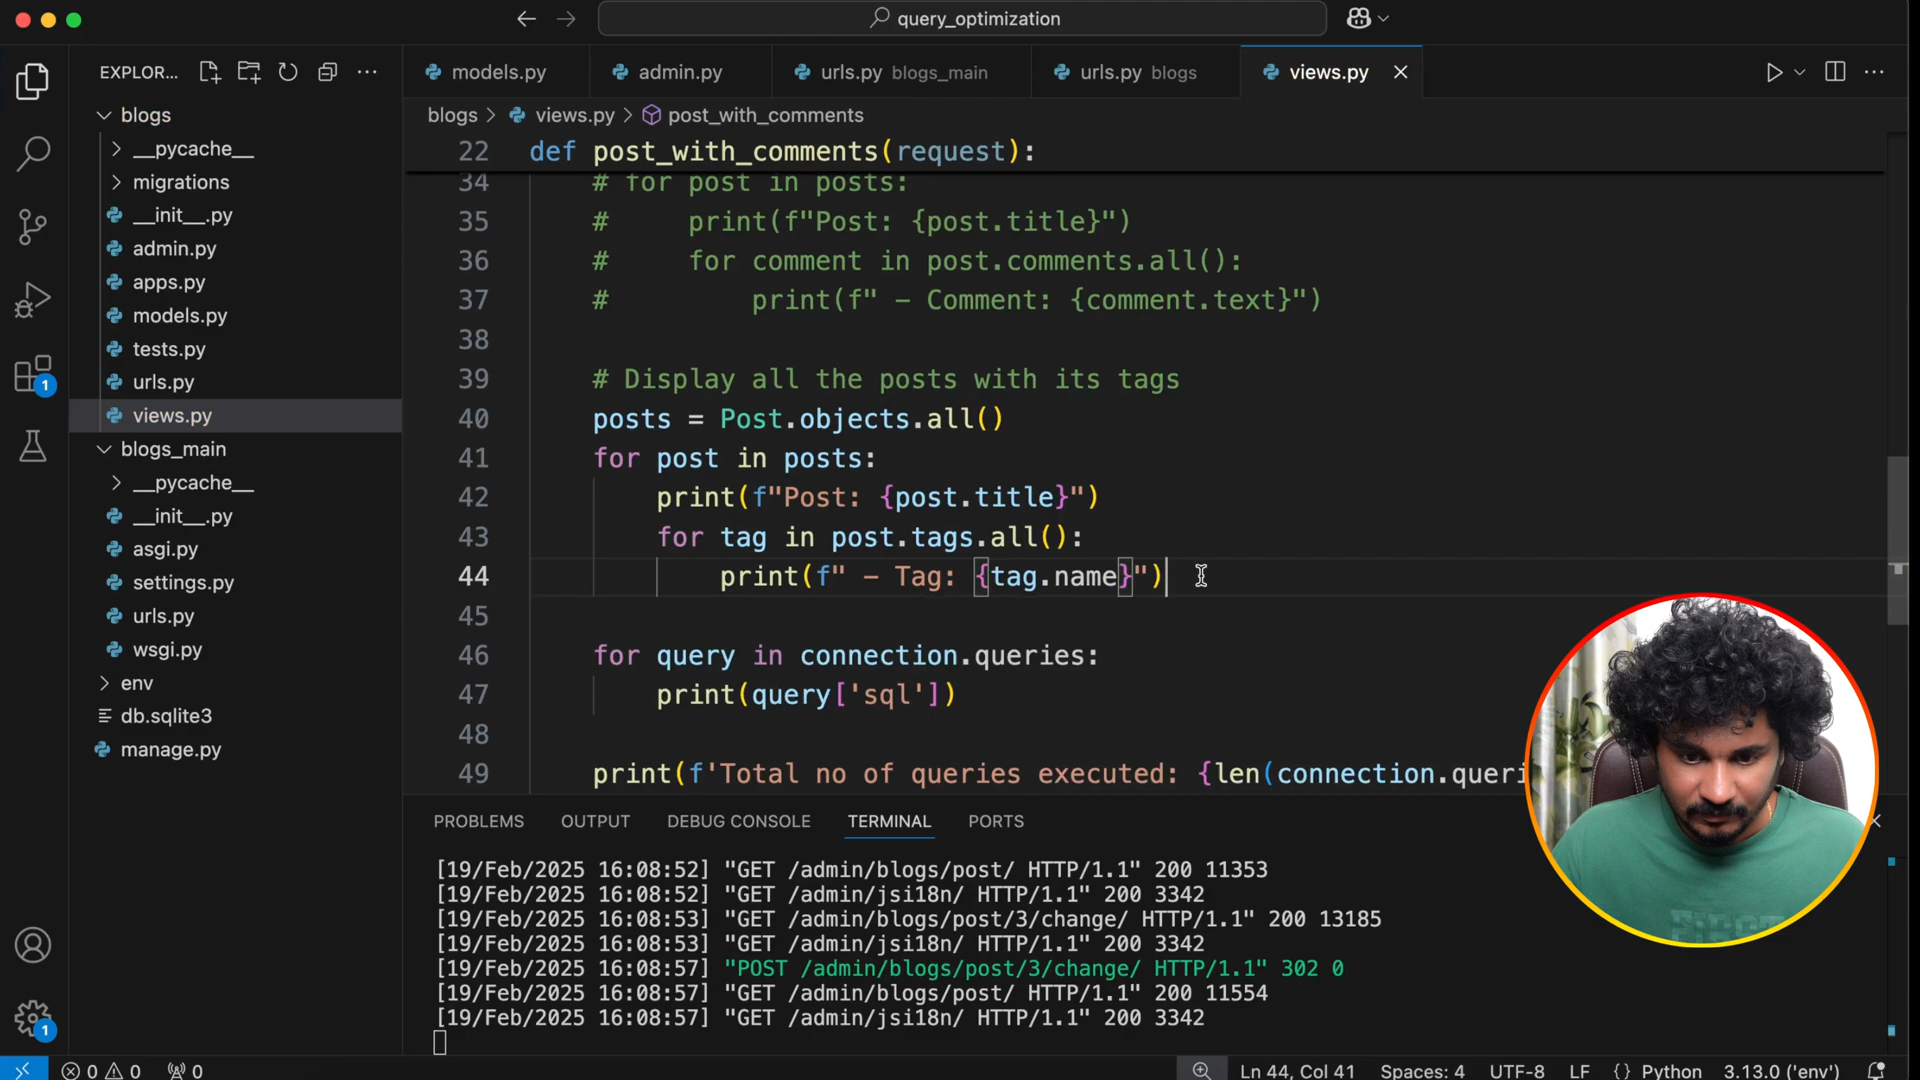 query_optimization
EXPLOR...
models.py
admin.py
urls.py blogs_main
urls.py blogs
views.py
blogs > views.py > post_with_comments
blogs
__pycache__
migrations
__init__.py
admin.py
apps.py
models.py
tests.py
urls.py
views.py
blogs_main
__pycache__
__init__.py
asgi.py
settings.py
urls.py
wsgi.py
env
db.sqlite3
manage.py
1
1
22 def post_with_comments(request):
34 # for post in posts:
35 # print(f"Post: {post.title}")
36 # for comment in post.comments.all():
37 # print(f" - Comment: {comment.text}")
38
39 # Display all the posts with its tags
40 posts = Post.objects.all()
41 for post in posts:
42 print(f"Post: {post.title}")
43 for tag in post.tags.all():
44 print(f" - Tag: {tag.name}")
45
46 for query in connection.queries:
47 print(query['sql'])
48
49 print(f'Total no of queries executed: {len(connection.queri
PROBLEMS OUTPUT DEBUG CONSOLE TERMINAL PORTS
[19/Feb/2025 16:08:52] "GET /admin/blogs/post/ HTTP/1.1" 200 11353
[19/Feb/2025 16:08:52] "GET /admin/jsi18n/ HTTP/1.1" 200 3342
[19/Feb/2025 16:08:53] "GET /admin/blogs/post/3/change/ HTTP/1.1" 200 13185
[19/Feb/2025 16:08:53] "GET /admin/jsi18n/ HTTP/1.1" 200 3342
[19/Feb/2025 16:08:57] "POST /admin/blogs/post/3/change/ HTTP/1.1" 302 0
[19/Feb/2025 16:08:57] "GET /admin/blogs/post/ HTTP/1.1" 200 11554
[19/Feb/2025 16:08:57] "GET /admin/jsi18n/ HTTP/1.1" 200 3342
0 0 0 Ln 44, Col 41 Spaces: 4 UTF-8 LF {} Python 3.13.0 ('env')